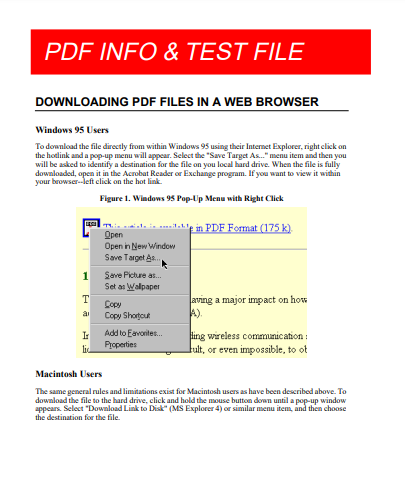 PDF INFO & TEST FILE
DOWNLOADING PDF FILES IN A WEB BROWSER
Windows 95 Users
To download the file directly from within Windows 95 using their Internet Explorer, right click on
the hotlink and a pop-up menu will appear. Select the "Save Target As..." menu item and then you
will be asked to identify a destination for the file on you local hard drive. When the file is fully
downloaded, open it in the Acrobat Reader or Exchange program. If you want to view it within
your browser--left click on the hot link.
Figure 1. Windows 95 Pop-Up Menu with Right Click
This article is available in PDF Format (175 k).
Open
Open in New Window
Save Target As...
1
Save Picture as...
Set as Wallpaper
Copy
aving a major impact on how
Copy Shortcut
A).
Add to Favorites...
ding wireless communication s
Properties
cult, or even impossible, to ob
Macintosh Users
The same general rules and limitations exist for Macintosh users as have been described above. To
download the file to the hard drive, click and hold the mouse button down until a pop-up window
appears. Select "Download Link to Disk" (MS Explorer 4) or similar menu item, and then choose
the destination for the file.